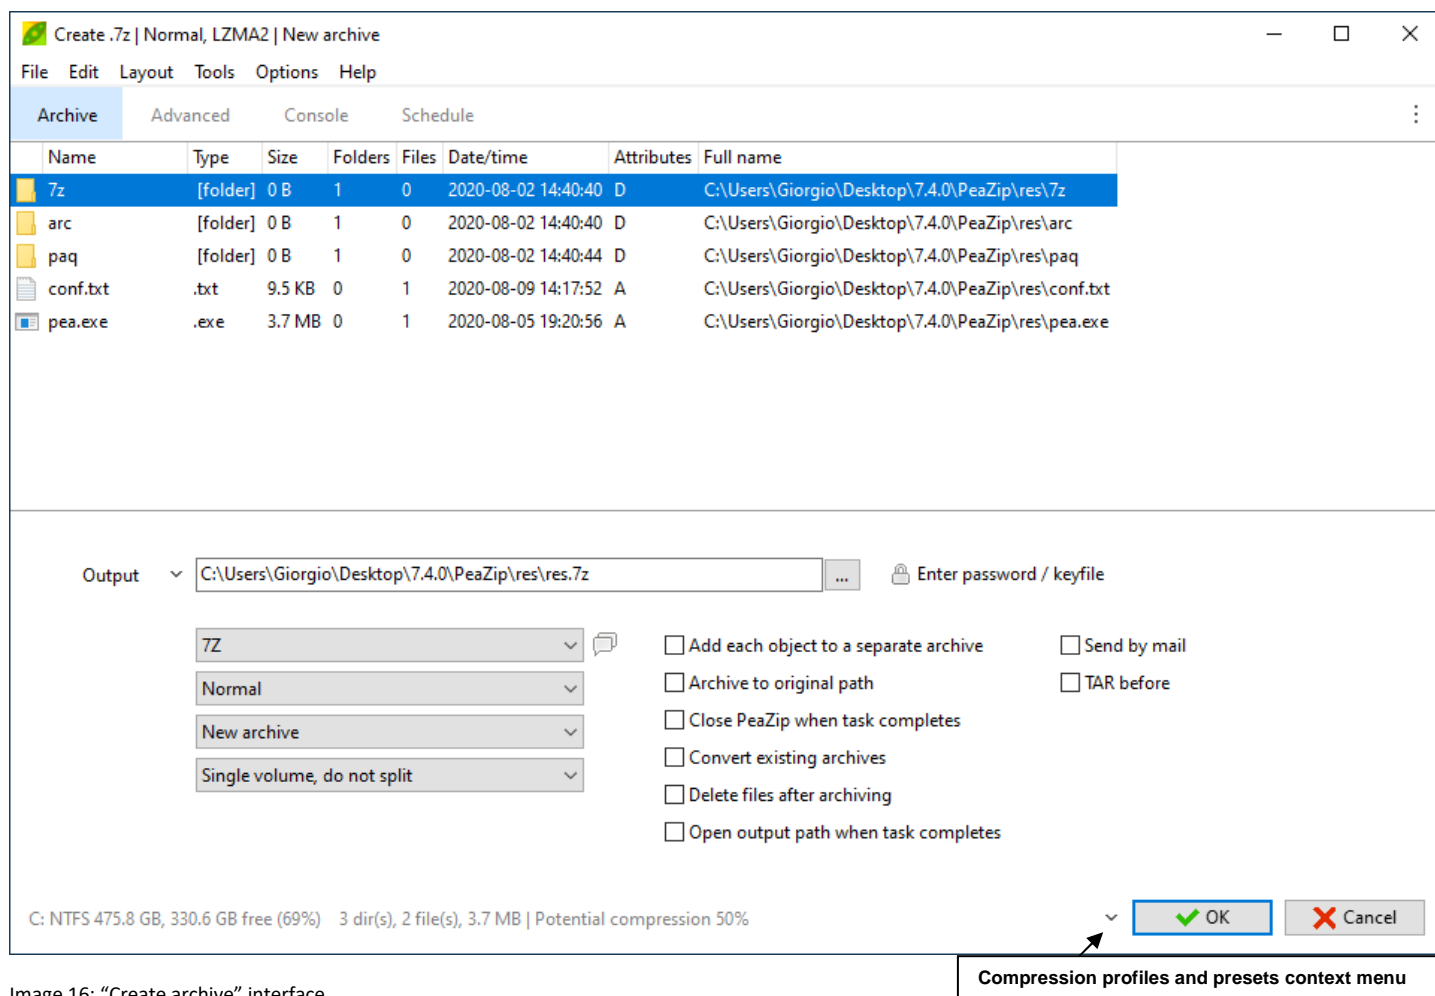 Create .7z | Normal, LZMA2 | New archive
File Edit Layout Tools Options Help
Archive Advanced Console Schedule
Name Type Size Folders Files Date/time Attributes Full name
7z [folder] 0 B 1 0 2020-08-02 14:40:40 D C:\Users\Giorgio\Desktop\7.4.0\PeaZip\res\7z
arc [folder] 0 B 1 0 2020-08-02 14:40:40 D C:\Users\Giorgio\Desktop\7.4.0\PeaZip\res\arc
paq [folder] 0 B 1 0 2020-08-02 14:40:44 D C:\Users\Giorgio\Desktop\7.4.0\PeaZip\res\paq
conf.txt .txt 9.5 KB 0 1 2020-08-09 14:17:52 A C:\Users\Giorgio\Desktop\7.4.0\PeaZip\res\conf.txt
pea.exe .exe 3.7 MB 0 1 2020-08-05 19:20:56 A C:\Users\Giorgio\Desktop\7.4.0\PeaZip\res\pea.exe
Output C:\Users\Giorgio\Desktop\7.4.0\PeaZip\res\res.7z ... Enter password / keyfile
7Z Add each object to a separate archive Send by mail
Normal Archive to original path TAR before
New archive Close PeaZip when task completes
Convert existing archives
Single volume, do not split Delete files after archiving
Open output path when task completes
C: NTFS 475.8 GB, 330.6 GB free (69%) 3 dir(s), 2 file(s), 3.7 MB | Potential compression 50% OK Cancel
Compression profiles and presets context menu
Image 16: “Create archive” interface